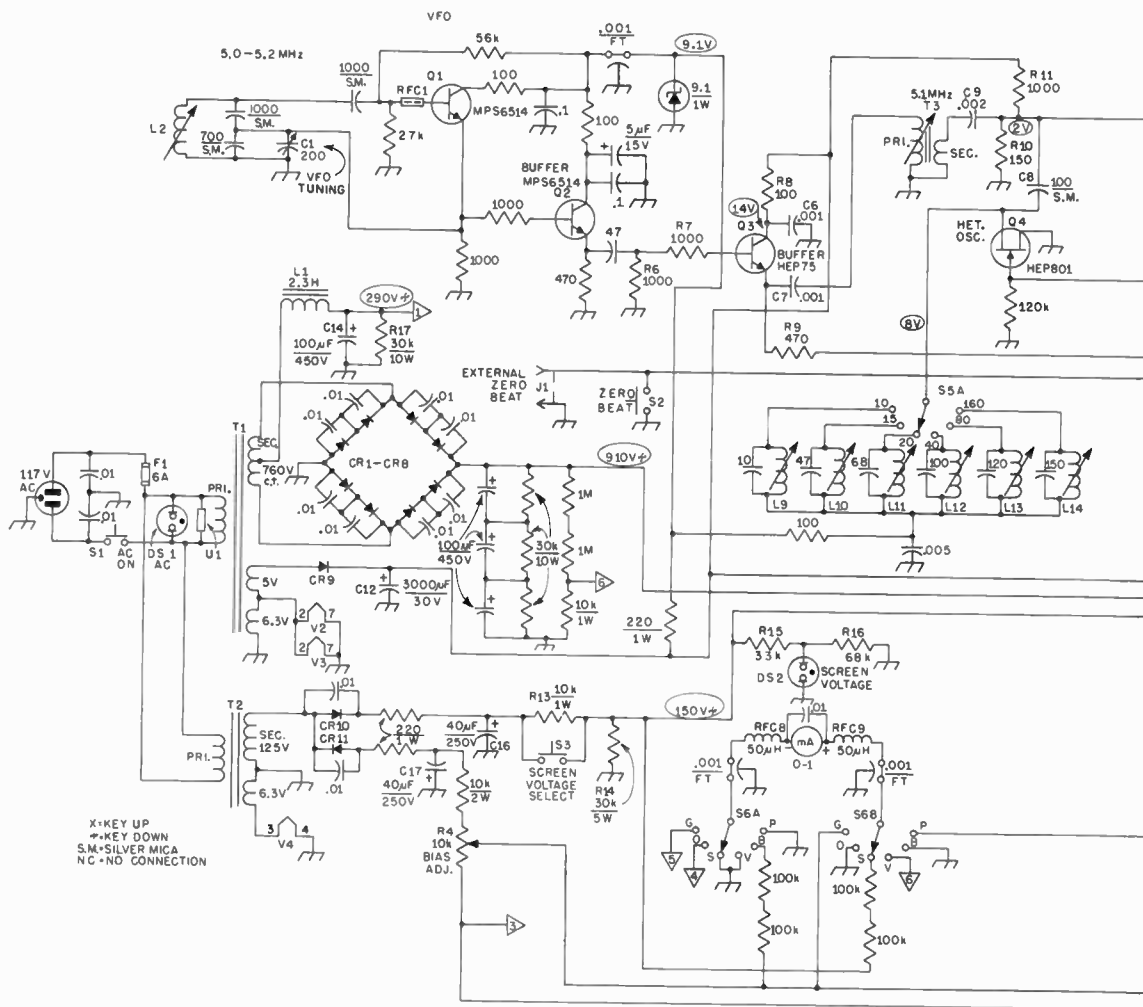 VFO
5.0-5.2 MHz
56k
.001
FT
9.1V
9.1
1W
1000
S.M.
RFC1
Q1
MPS6514
100
.1
L2
1000
S.M.
700
S.M.
C1
200
VFO
TUNING
27k
100
5µF
15V
BUFFER
MPS6514
.1
Q2
1000
1000
47
470
R6
1000
R7
1000
14V
R8
100
C6
.001
Q3
BUFFER
HEP75
C7
.001
R9
470
5.1MHz
T3
PRI.
SEC.
C9
.002
R11
1000
2V
R10
150
C8
100
S.M.
HET.
OSC.
Q4
HEP801
120k
8V
L1
2.3H
290V+
1
C14
+
100µF
450V
R17
30k
10W
EXTERNAL
ZERO
BEAT
J1
ZERO
BEAT
S2
S5A
10
15
20
40
80
160
10
47
68
100
120
150
L9
L10
L11
L12
L13
L14
100
.005
117V
AC
.01
.01
F1
6A
S1
AC
ON
DS1
AC
U1
PRI.
T1
SEC.
760V
C.T.
.01
.01
.01
.01
.01
.01
.01
.01
CR1-CR8
910V+
100µF
450V
30k
10W
1M
1M
6
10k
1W
220
1W
5V
CR9
C12
+
3000µF
30V
6.3V
2
7
V2
2
7
V3
R15
33k
R16
68k
DS2
SCREEN
VOLTAGE
T2
PRI.
SEC.
125V
6.3V
3
4
V4
.01
CR10
CR11
.01
220
1W
40µF
250V
C16
C17
40µF
250V
R13
10k
1W
S3
SCREEN
VOLTAGE
SELECT
150V+
R14
30k
5W
10k
2W
R4
10k
BIAS
ADJ.
3
.01
RFC8
50µH
mA
0-1
RFC9
50µH
.001
FT
.001
FT
S6A
G
O
S
V
B
P
5
4
100k
100k
S6B
G
O
S
V
B
P
6
100k
100k
X=KEY UP
+=KEY DOWN
S.M.=SILVER MICA
NC=NO CONNECTION